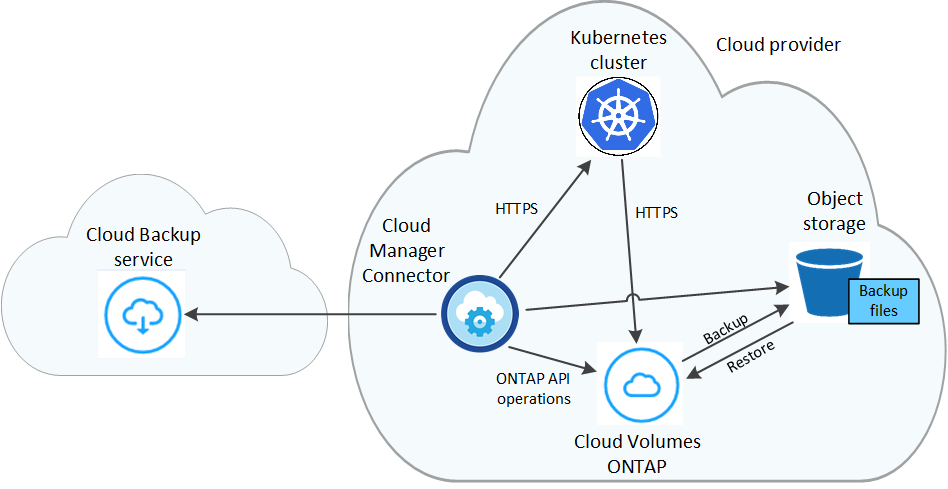 Kubernetes
cluster
Cloud provider
HTTPS
HTTPS
Object
storage
Cloud
Manager
Connector
Cloud Backup
service
Backup
files
Backup
Restore
ONTAP API
operations
Cloud Volumes
ONTAP